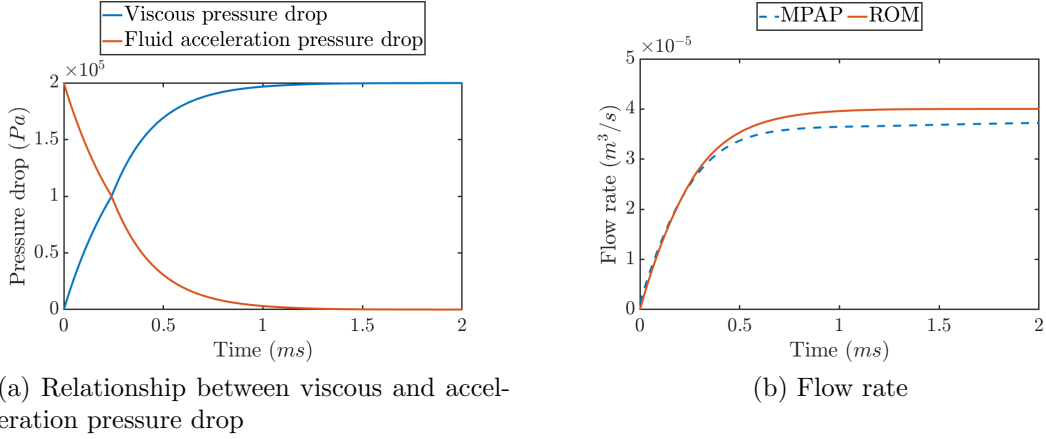 Viscous pressure drop
Fluid acceleration pressure drop
×10⁵
2
1.5
1
0.5
0
Pressure drop (Pa)
0 0.5 1 1.5 2
Time (ms)
(a) Relationship between viscous and accel-
eration pressure drop
MPAP ROM
×10⁻⁵
5
4
3
2
1
0
Flow rate (m³/s)
0 0.5 1 1.5 2
Time (ms)
(b) Flow rate